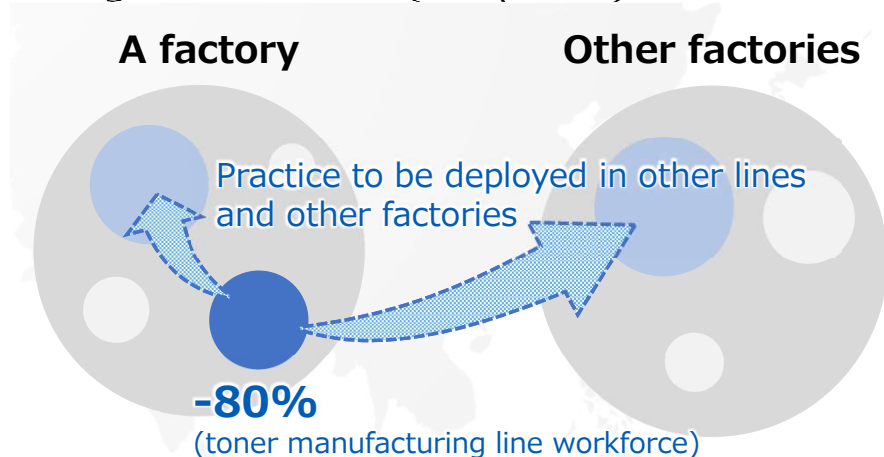 A factory
Other factories
Practice to be deployed in other lines
and other factories
-80%
(toner manufacturing line workforce)